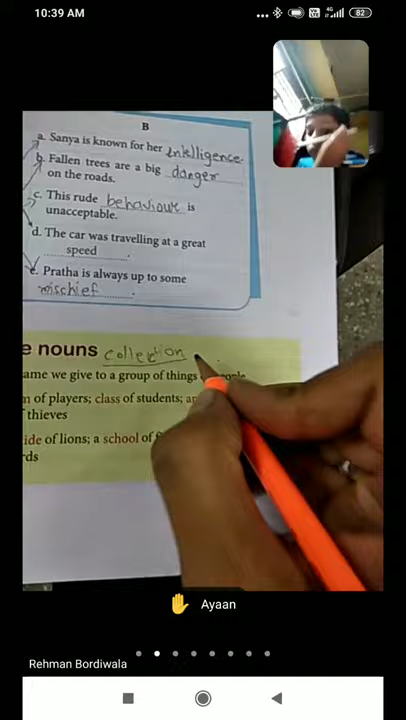 10:39 AM
4G
82
B
a. Sanya is known for her intelligence.
b. Fallen trees are a big danger
on the roads.
c. This rude behaviour is
unacceptable.
d. The car was travelling at a great
speed.
e. Pratha is always up to some
mischief.
e nouns collection
ame we give to a group of things people
of players; class of students;
thieves
ide of lions; a school of
rds
Ayaan
Rehman Bordiwala